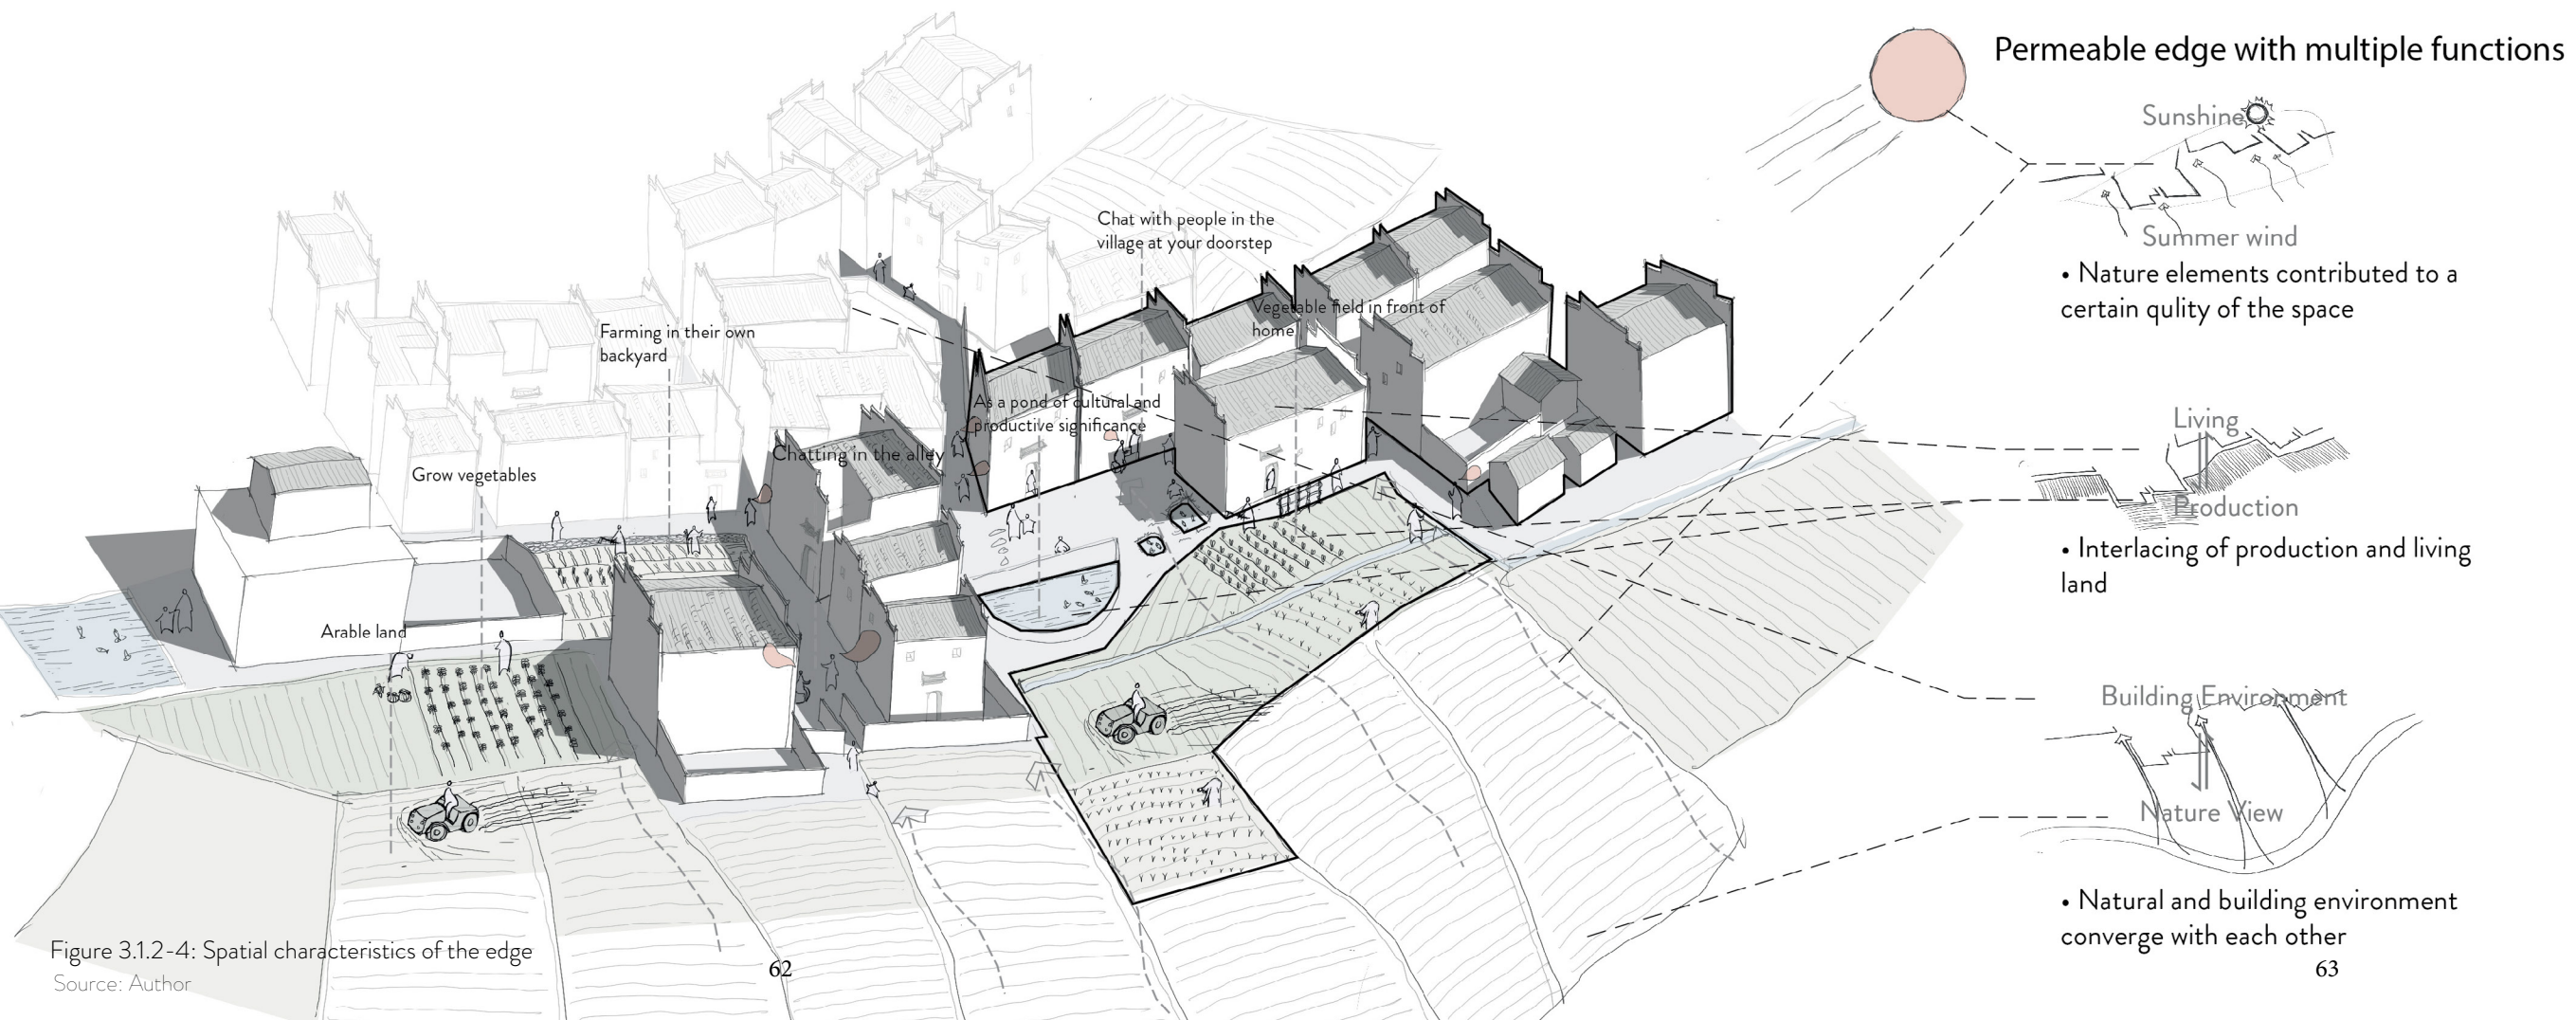 Permeable edge with multiple functions
Sunshine
Summer wind
• Nature elements contributed to a
certain qulity of the space
Chat with people in the
village at your doorstep
Vegetable field in front of
home
Farming in their own
backyard
As a pond of cultural and
productive significance
Chatting in the alley
Grow vegetables
Arable land
Living
Production
• Interlacing of production and living
land
Building Environment
Nature View
• Natural and building environment
converge with each other
Figure 3.1.2-4: Spatial characteristics of the edge
Source: Author
62
63